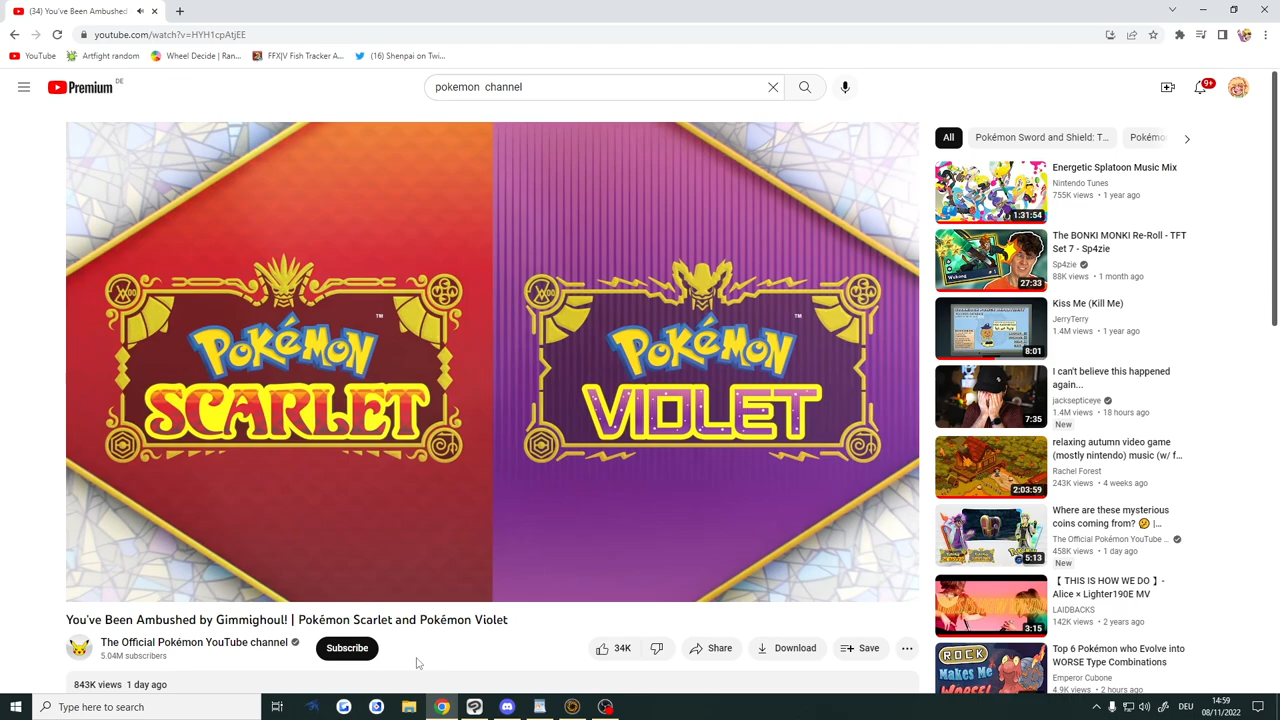 (34) You've Been Ambushed
youtube.com/watch?v=HYH1cpAtjEE
YouTube
Artfight random
Wheel Decide | Ran...
FFX|V Fish Tracker A...
(16) Shenpai on Twi...
Premium
DE
pokemon  channel
9+
POKÉMON
SCARLET
™
POKÉMON
VIOLET
™
You've Been Ambushed by Gimmighoul! | Pokémon Scarlet and Pokémon Violet
The Official Pokémon YouTube channel
5.04M subscribers
Subscribe
34K
Share
Download
Save
843K views  1 day ago
All
Pokémon Sword and Shield: T...
Pokémo
1:31:54
Energetic Splatoon Music Mix
Nintendo Tunes
755K views • 1 year ago
27:33
The BONKI MONKI Re-Roll - TFT
Set 7 - Sp4zie
Sp4zie
88K views • 1 month ago
8:01
Kiss Me (Kill Me)
JerryTerry
1.4M views • 1 year ago
7:35
I can't believe this happened
again...
jacksepticeye
1.4M views • 18 hours ago
New
2:03:59
relaxing autumn video game
(mostly nintendo) music (w/ f...
Rachel Forest
243K views • 4 weeks ago
5:13
Where are these mysterious
coins coming from? 🤔 |...
The Official Pokémon YouTube ...
458K views • 1 day ago
New
3:15
【 THIS IS HOW WE DO 】-
Alice × Lighter190E MV
LAIDBACKS
142K views • 2 years ago
ROCK
Makes Me
WORSE!
Top 6 Pokémon who Evolve into
WORSE Type Combinations
Emperor Cubone
4.9K views • 2 hours ago
Type here to search
DEU
14:59
08/11/2022